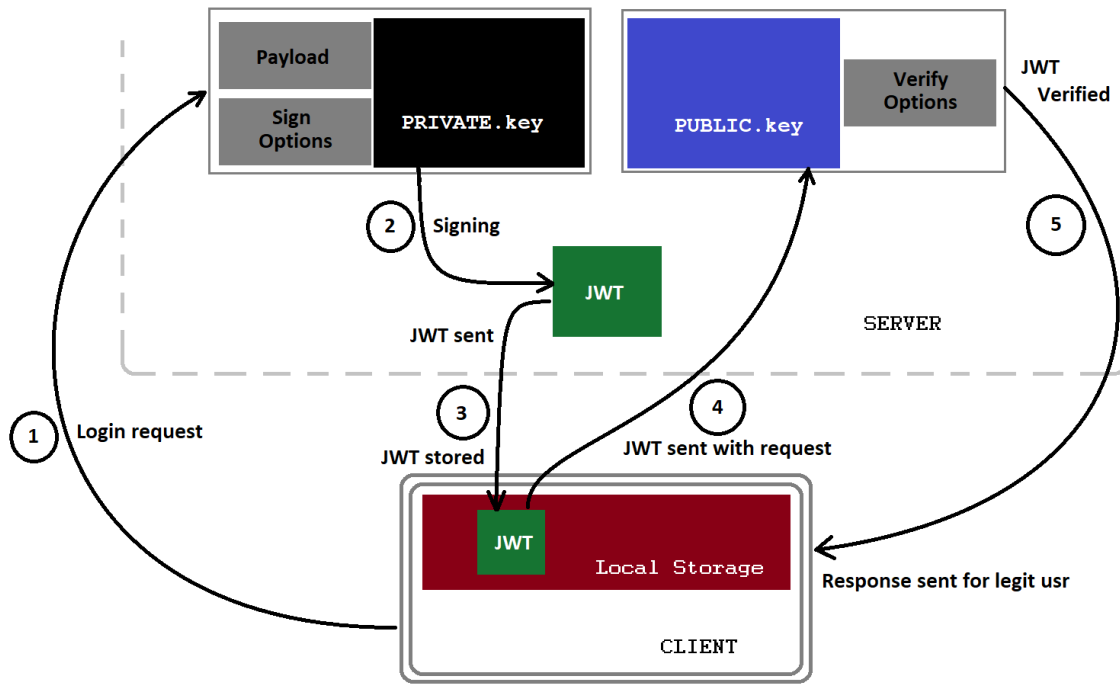 Payload
Sign
Options
PRIVATE.key
PUBLIC.key
Verify
Options
JWT
Verified
2
Signing
5
JWT
SERVER
JWT sent
3
4
1
Login request
JWT stored
JWT sent with request
JWT
Local Storage
Response sent for legit usr
CLIENT